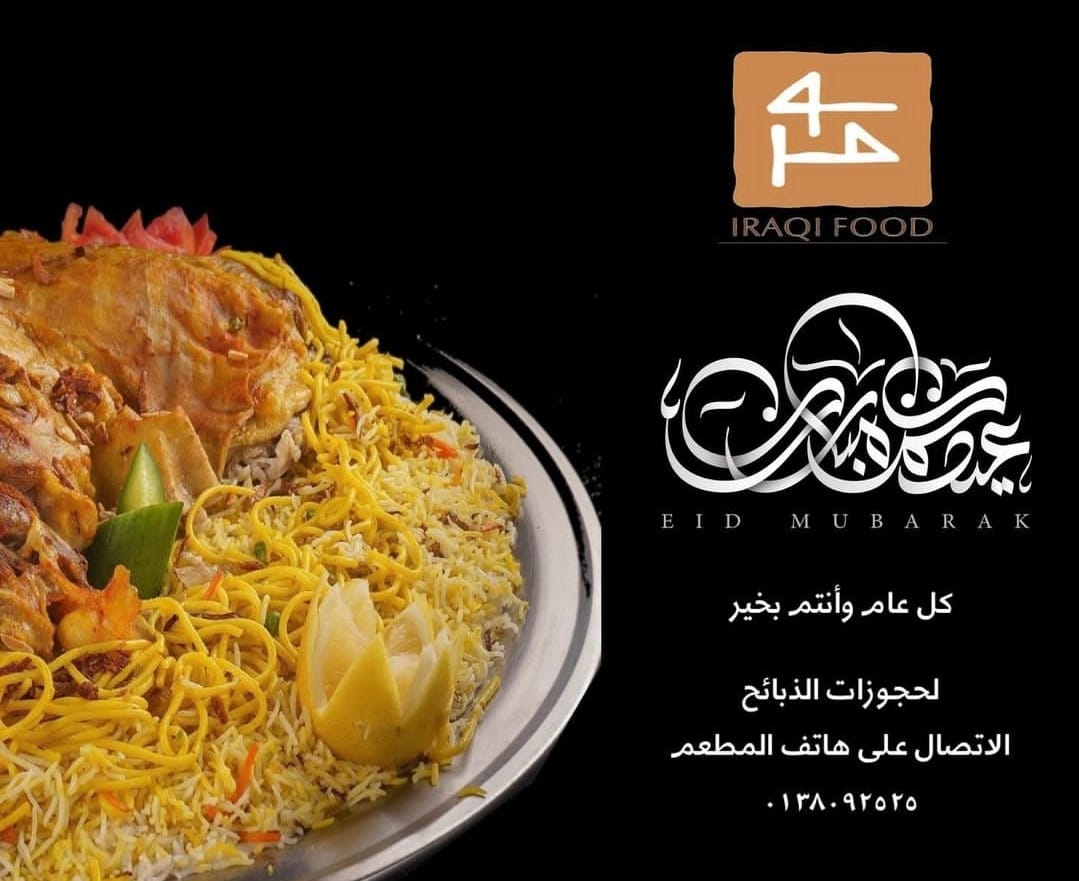 IRAQI FOOD
عيدكم مبارك
EID MUBARAK
كل عام وأنتم بخير
لحجوزات الذبائح
الاتصال على هاتف المطعم
٠١٣٨٠٩٢٥٢٥